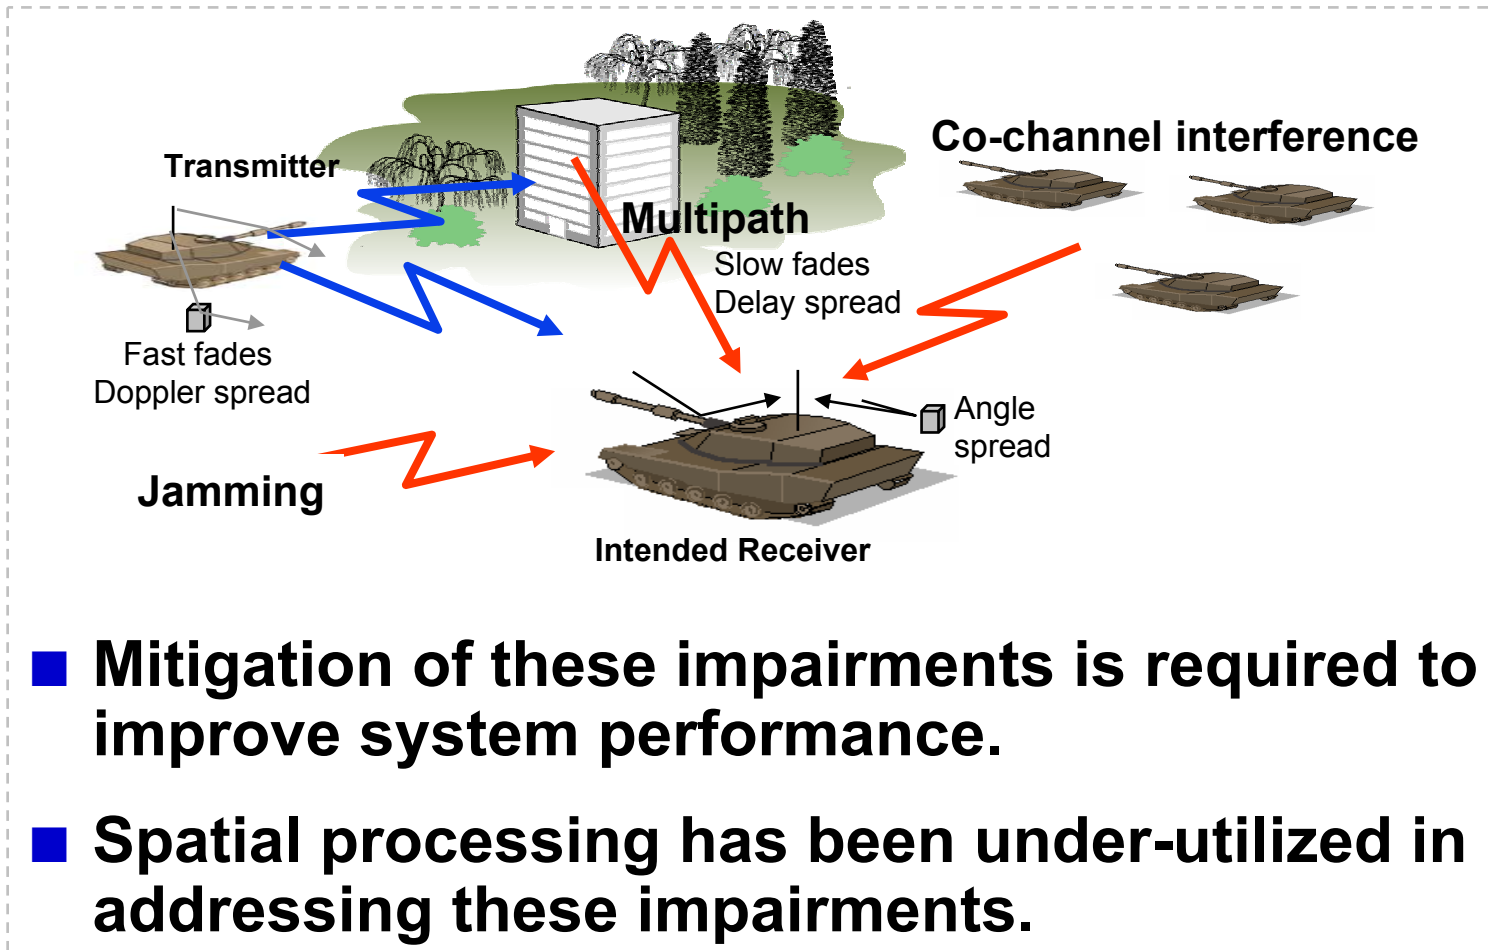 Co-channel interference
Transmitter
Multipath
Slow fades
Delay spread
Fast fades
Doppler spread
Angle
spread
Jamming
Intended Receiver
Mitigation of these impairments is required to
improve system performance.
Spatial processing has been under-utilized in
addressing these impairments.